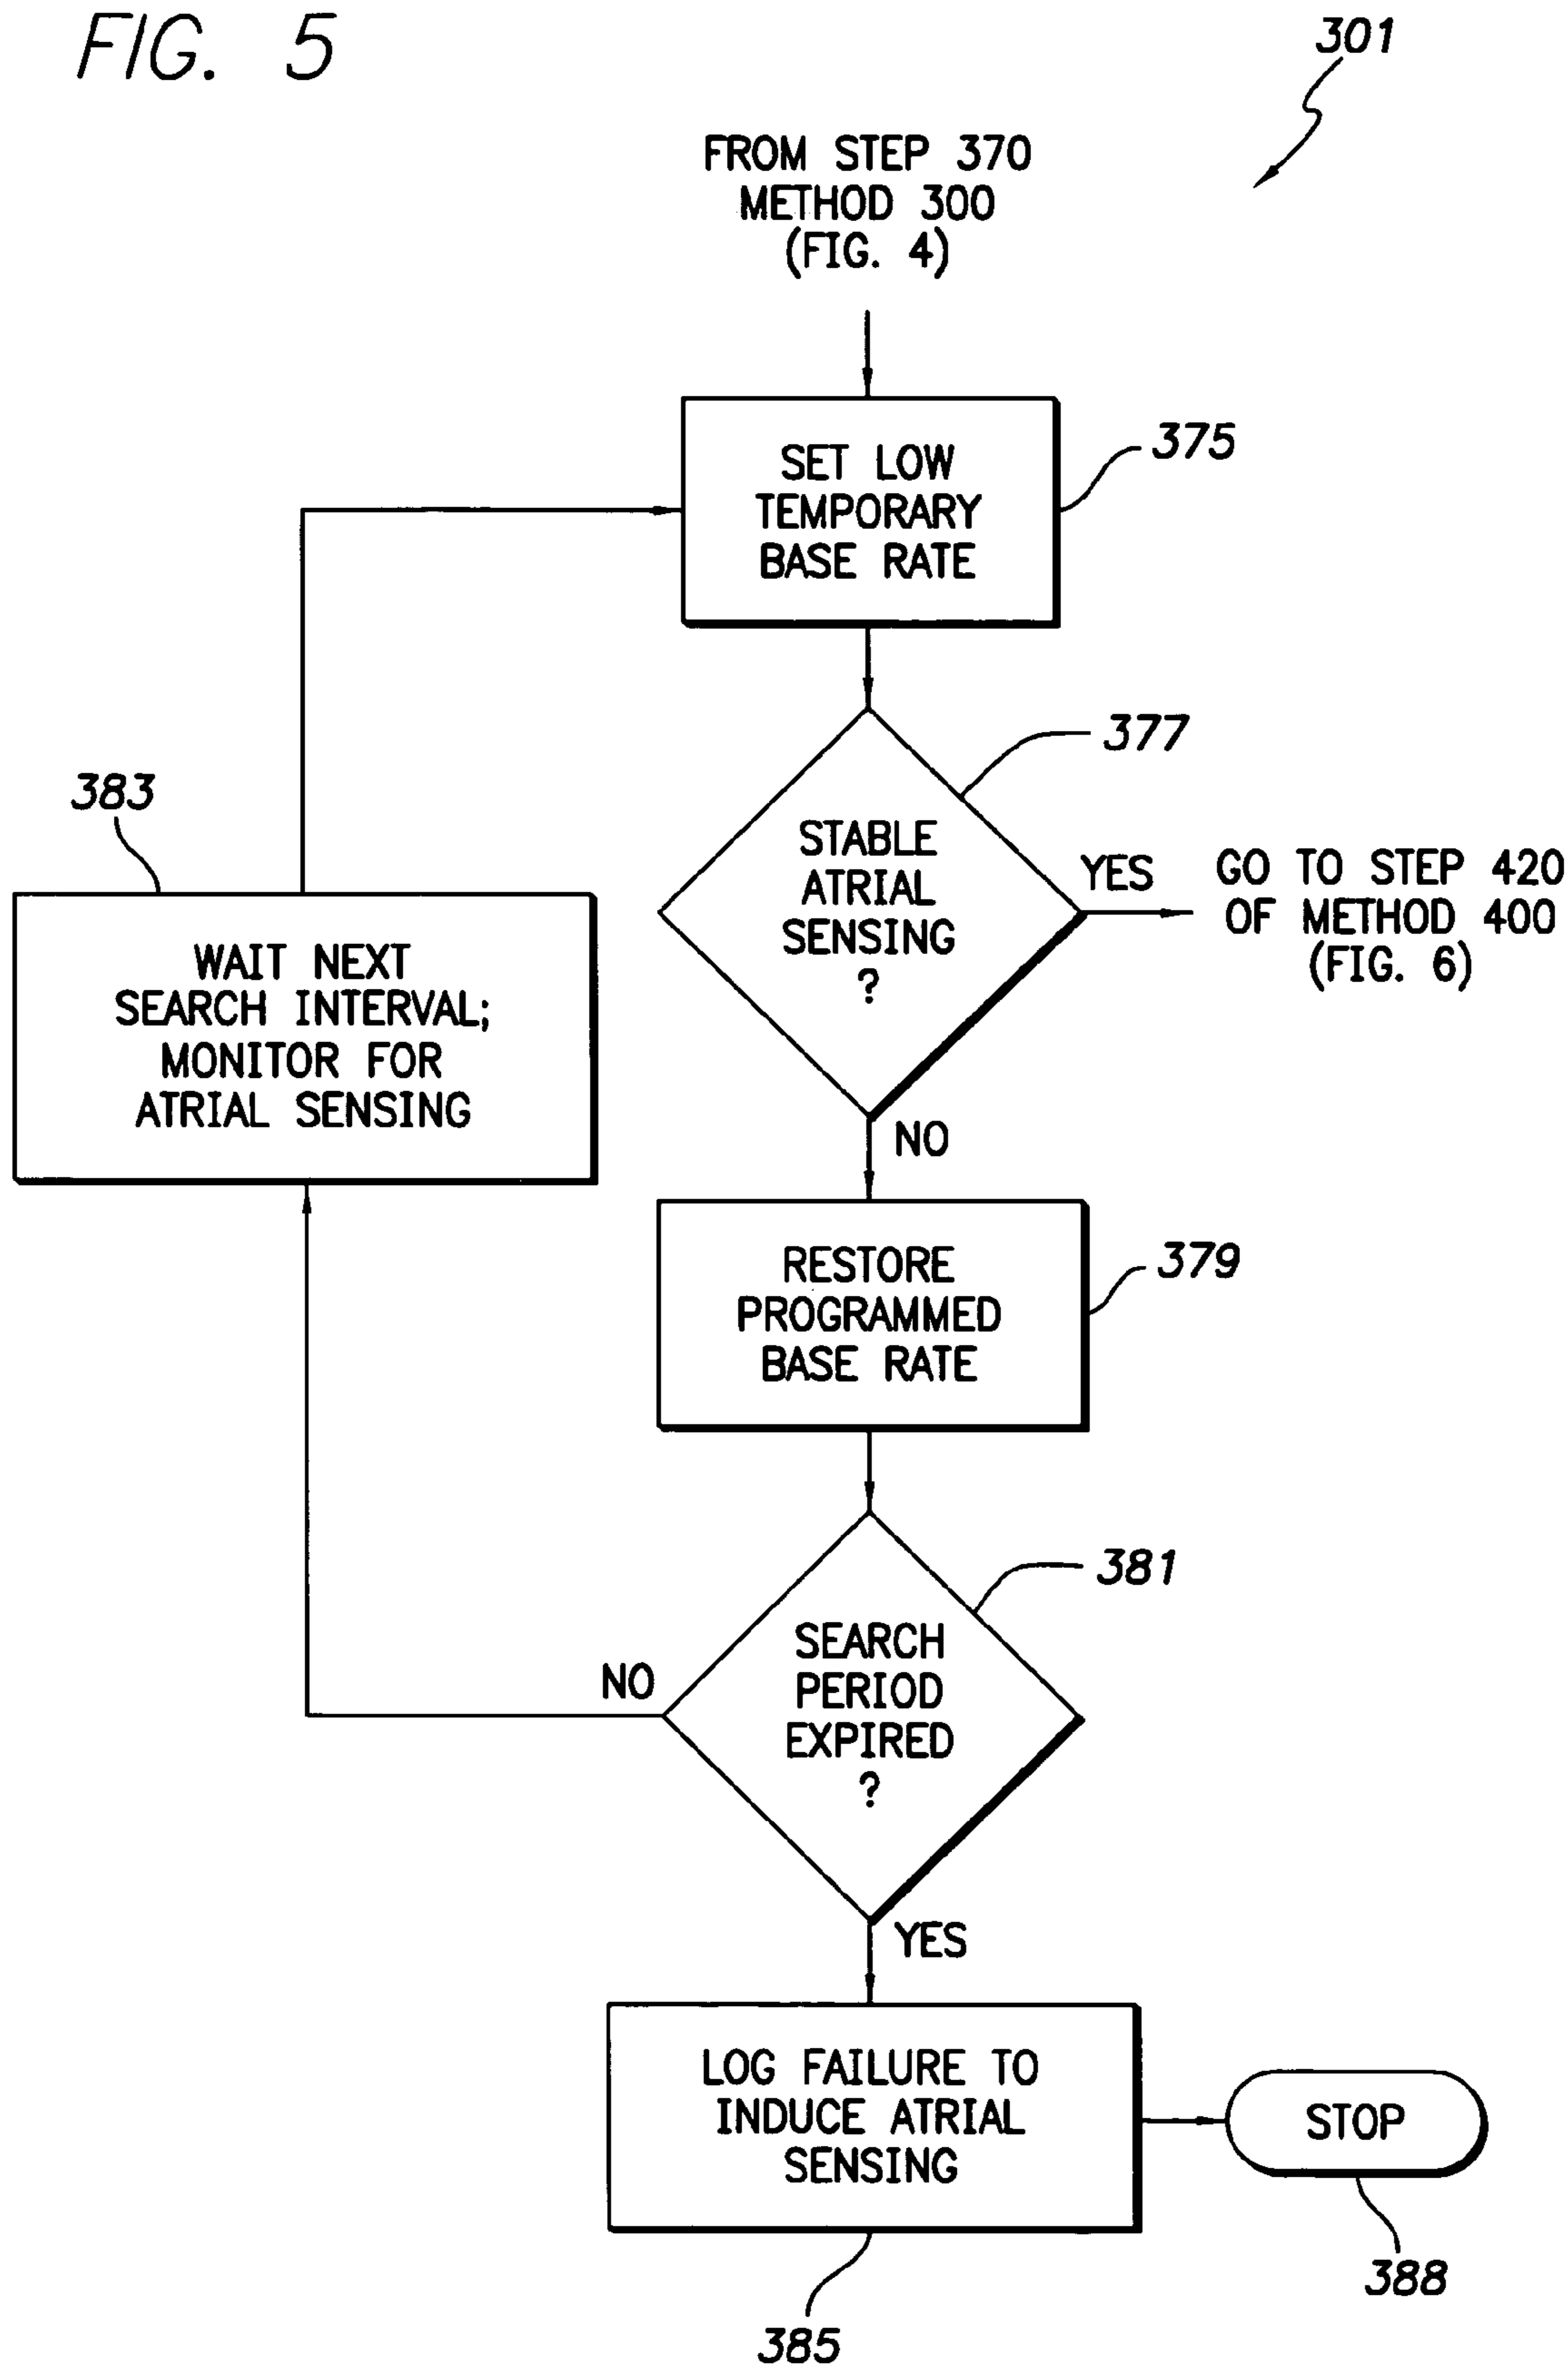 FIG. 5
301
FROM STEP 370
METHOD 300
(FIG. 4)
SET LOW
TEMPORARY
BASE RATE
375
STABLE
ATRIAL
SENSING
?
377
YES
GO TO STEP 420
OF METHOD 400
(FIG. 6)
383
WAIT NEXT
SEARCH INTERVAL;
MONITOR FOR
ATRIAL SENSING
NO
RESTORE
PROGRAMMED
BASE RATE
379
SEARCH
PERIOD
EXPIRED
?
381
NO
YES
LOG FAILURE TO
INDUCE ATRIAL
SENSING
385
STOP
388